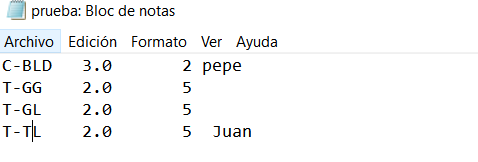 prueba: Bloc de notas
Archivo Edición Formato Ver Ayuda
C-BLD 3.0 2 pepe
T-GG 2.0 5
T-GL 2.0 5
T-TL 2.0 5 Juan